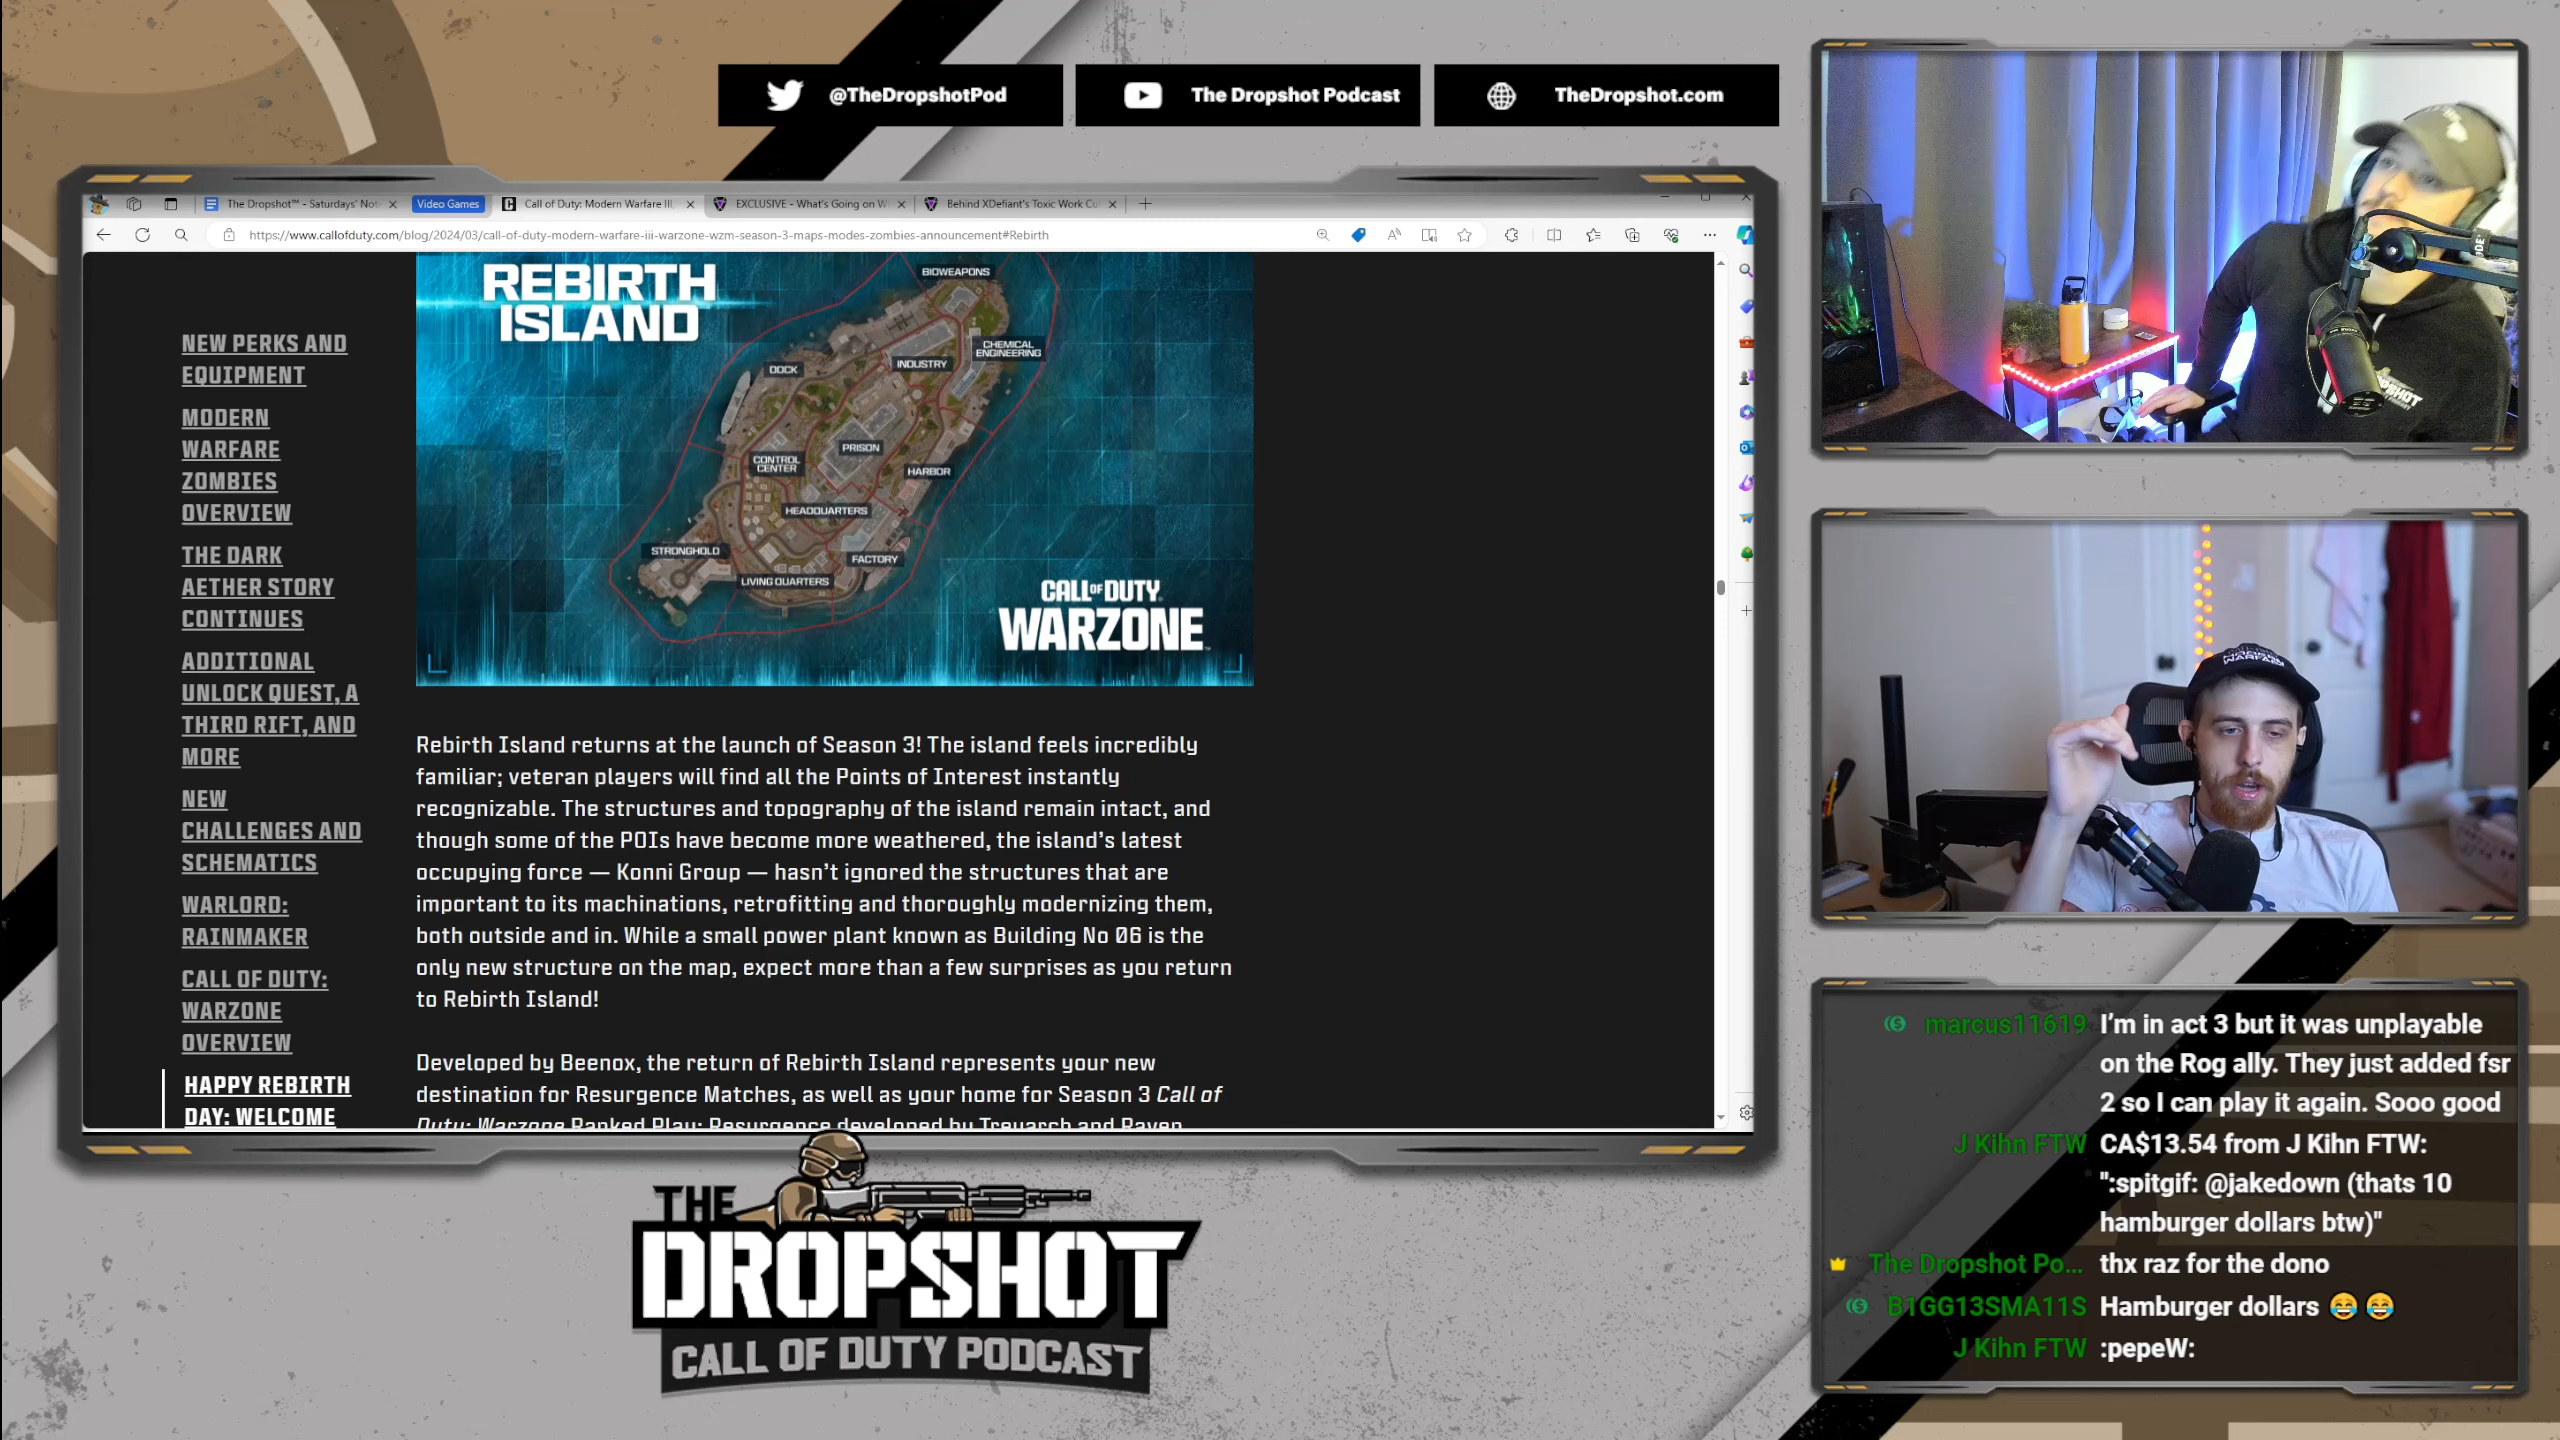 @TheDropshotPod
The Dropshot Podcast
TheDropshot.com
The Dropshot™ - Saturdays' Not
Video Games
Call of Duty: Modern Warfare III,
EXCLUSIVE - What's Going on W
Behind XDefiant's Toxic Work Cu
https://www.callofduty.com/blog/2024/03/call-of-duty-modern-warfare-iii-warzone-wzm-season-3-maps-modes-zombies-announcement#Rebirth
NEW PERKS AND
EQUIPMENT
MODERN
WARFARE
ZOMBIES
OVERVIEW
THE DARK
AETHER STORY
CONTINUES
ADDITIONAL
UNLOCK QUEST, A
THIRD RIFT, AND
MORE
NEW
CHALLENGES AND
SCHEMATICS
WARLORD:
RAINMAKER
CALL OF DUTY:
WARZONE
OVERVIEW
HAPPY REBIRTH
DAY: WELCOME
REBIRTH
ISLAND
BIOWEAPONS
CHEMICAL
ENGINEERING
INDUSTRY
DOCK
PRISON
CONTROL
CENTER
HARBOR
HEADQUARTERS
STRONGHOLD
FACTORY
LIVING QUARTERS
CALL OF DUTY
WARZONE
Rebirth Island returns at the launch of Season 3! The island feels incredibly
familiar; veteran players will find all the Points of Interest instantly
recognizable. The structures and topography of the island remain intact, and
though some of the POIs have become more weathered, the island's latest
occupying force — Konni Group — hasn't ignored the structures that are
important to its machinations, retrofitting and thoroughly modernizing them,
both outside and in. While a small power plant known as Building No 06 is the
only new structure on the map, expect more than a few surprises as you return
to Rebirth Island!
Developed by Beenox, the return of Rebirth Island represents your new
destination for Resurgence Matches, as well as your home for Season 3 Call of
Duty: Warzone Ranked Play: Resurgence developed by Treyarch and Raven
THE
DROPSHOT
CALL OF DUTY PODCAST
marcus11619 I'm in act 3 but it was unplayable
on the Rog ally. They just added fsr
2 so I can play it again. Sooo good
J Kihn FTW CA$13.54 from J Kihn FTW:
":spitgif: @jakedown (thats 10
hamburger dollars btw)"
The Dropshot Po... thx raz for the dono
B1GG13SMA11S Hamburger dollars 😂 😂
J Kihn FTW :pepeW: